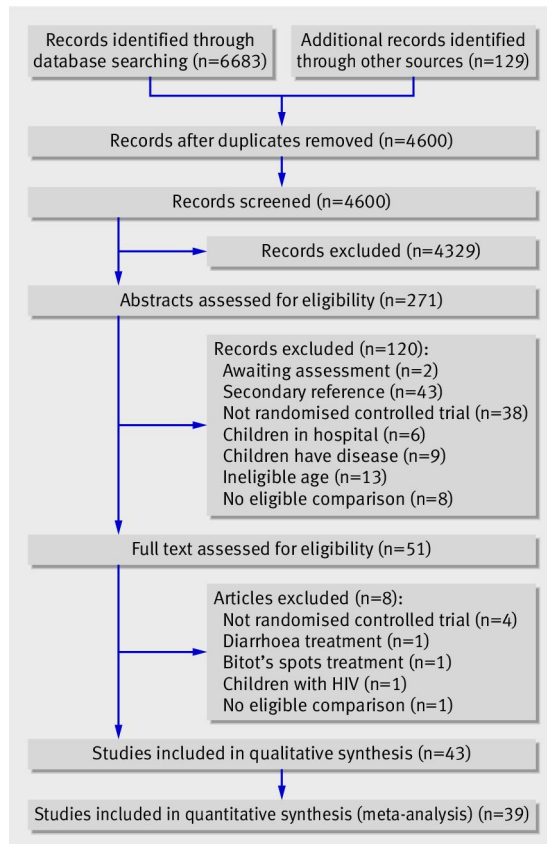 Records identified through
database searching (n=6683)
Additional records identified
through other sources (n=129)
Records after duplicates removed (n=4600)
Records screened (n=4600)
Records excluded (n=4329)
Abstracts assessed for eligibility (n=271)
Records excluded (n=120):
Awaiting assessment (n=2)
Secondary reference (n=43)
Not randomised controlled trial (n=38)
Children in hospital (n=6)
Children have disease (n=9)
Ineligible age (n=13)
No eligible comparison (n=8)
Full text assessed for eligibility (n=51)
Articles excluded (n=8):
Not randomised controlled trial (n=4)
Diarrhoea treatment (n=1)
Bitot's spots treatment (n=1)
Children with HIV (n=1)
No eligible comparison (n=1)
Studies included in qualitative synthesis (n=43)
Studies included in quantitative synthesis (meta-analysis) (n=39)